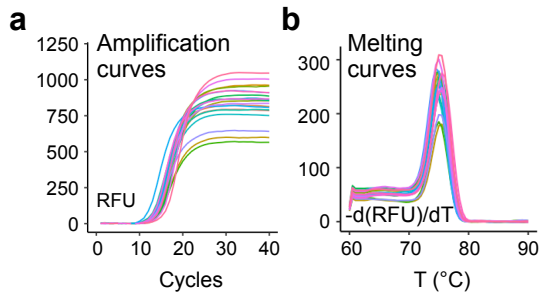 a
Amplification
curves
1250
1000
750
500
250
0
RFU
0
10
20
30
40
Cycles
b
Melting
curves
300
200
100
0
-d(RFU)/dT
60
70
80
90
T (°C)